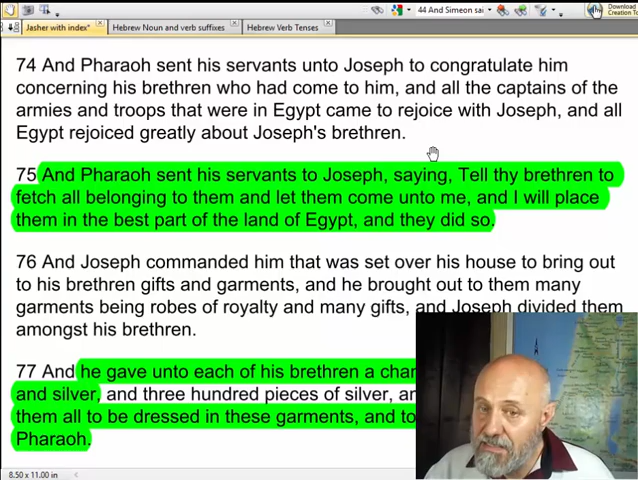 44 And Simeon sai
Download
Creation To
Jasher with index*
Hebrew Noun and verb suffixes
Hebrew Verb Tenses
74 And Pharaoh sent his servants unto Joseph to congratulate him
concerning his brethren who had come to him, and all the captains of the
armies and troops that were in Egypt came to rejoice with Joseph, and all
Egypt rejoiced greatly about Joseph's brethren.
75 And Pharaoh sent his servants to Joseph, saying, Tell thy brethren to
fetch all belonging to them and let them come unto me, and I will place
them in the best part of the land of Egypt, and they did so.
76 And Joseph commanded him that was set over his house to bring out
to his brethren gifts and garments, and he brought out to them many
garments being robes of royalty and many gifts, and Joseph divided them
amongst his brethren.
77 And he gave unto each of his brethren a char
and silver, and three hundred pieces of silver, an
them all to be dressed in these garments, and to
Pharaoh.
8.50 x 11.00 in